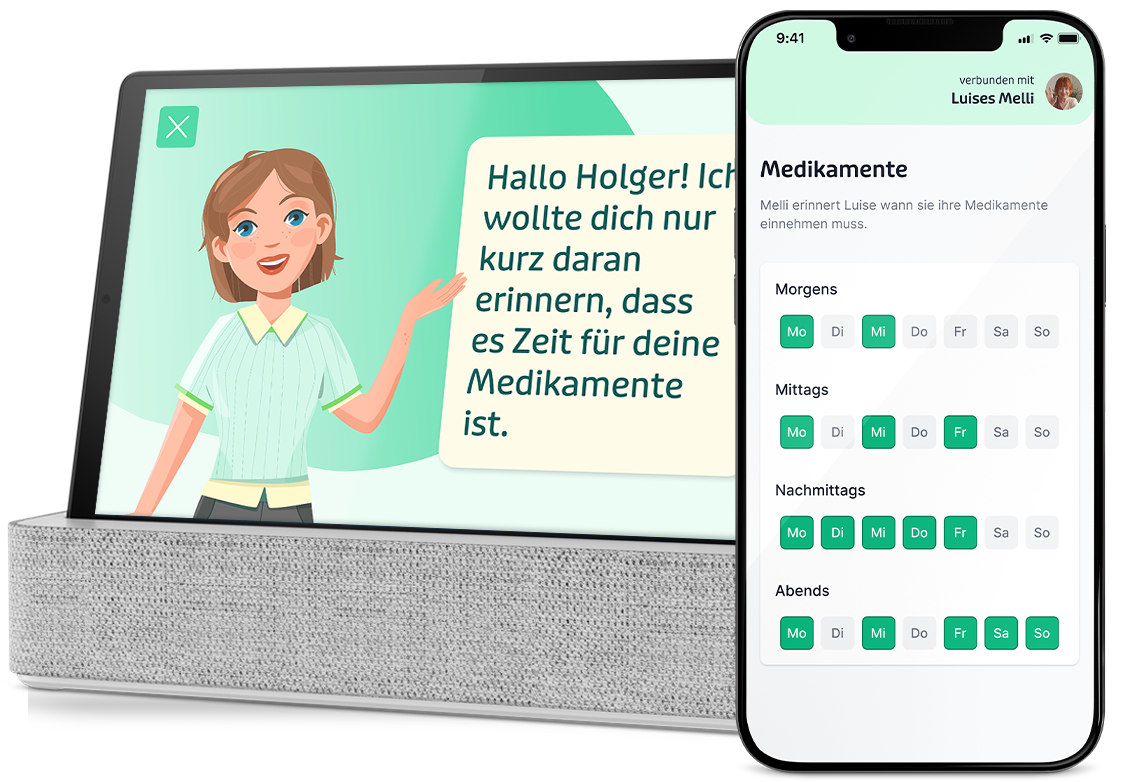 Hallo Holger! Ich
wollte dich nur
kurz daran
erinnern, dass
es Zeit für deine
Medikamente
ist.
9:41
verbunden mit
Luises Melli
Medikamente
Melli erinnert Luise wann sie ihre Medikamente
einnehmen muss.
Morgens
Mo Di Mi Do Fr Sa So
Mittags
Mo Di Mi Do Fr Sa So
Nachmittags
Mo Di Mi Do Fr Sa So
Abends
Mo Di Mi Do Fr Sa So